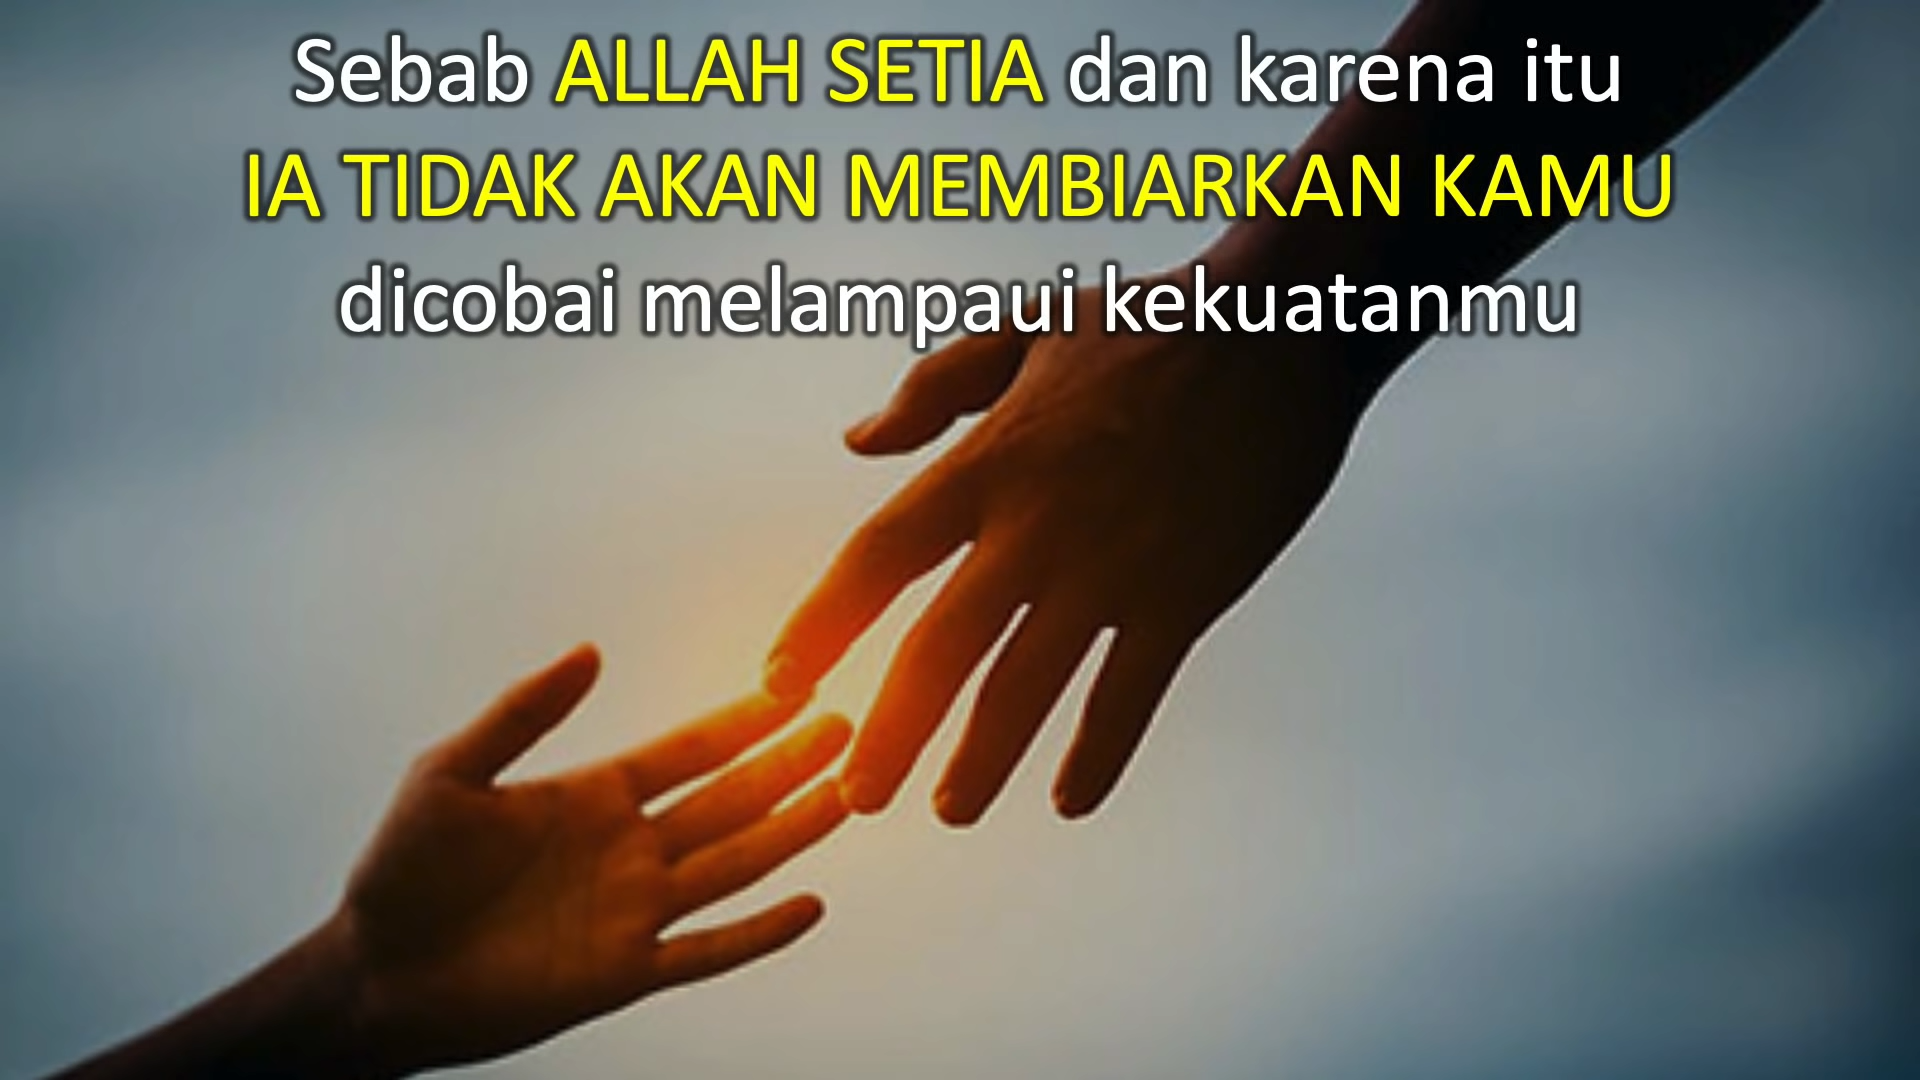 Sebab ALLAH SETIA dan karena itu
IA TIDAK AKAN MEMBIARKAN KAMU
dicobai melampaui kekuatanmu